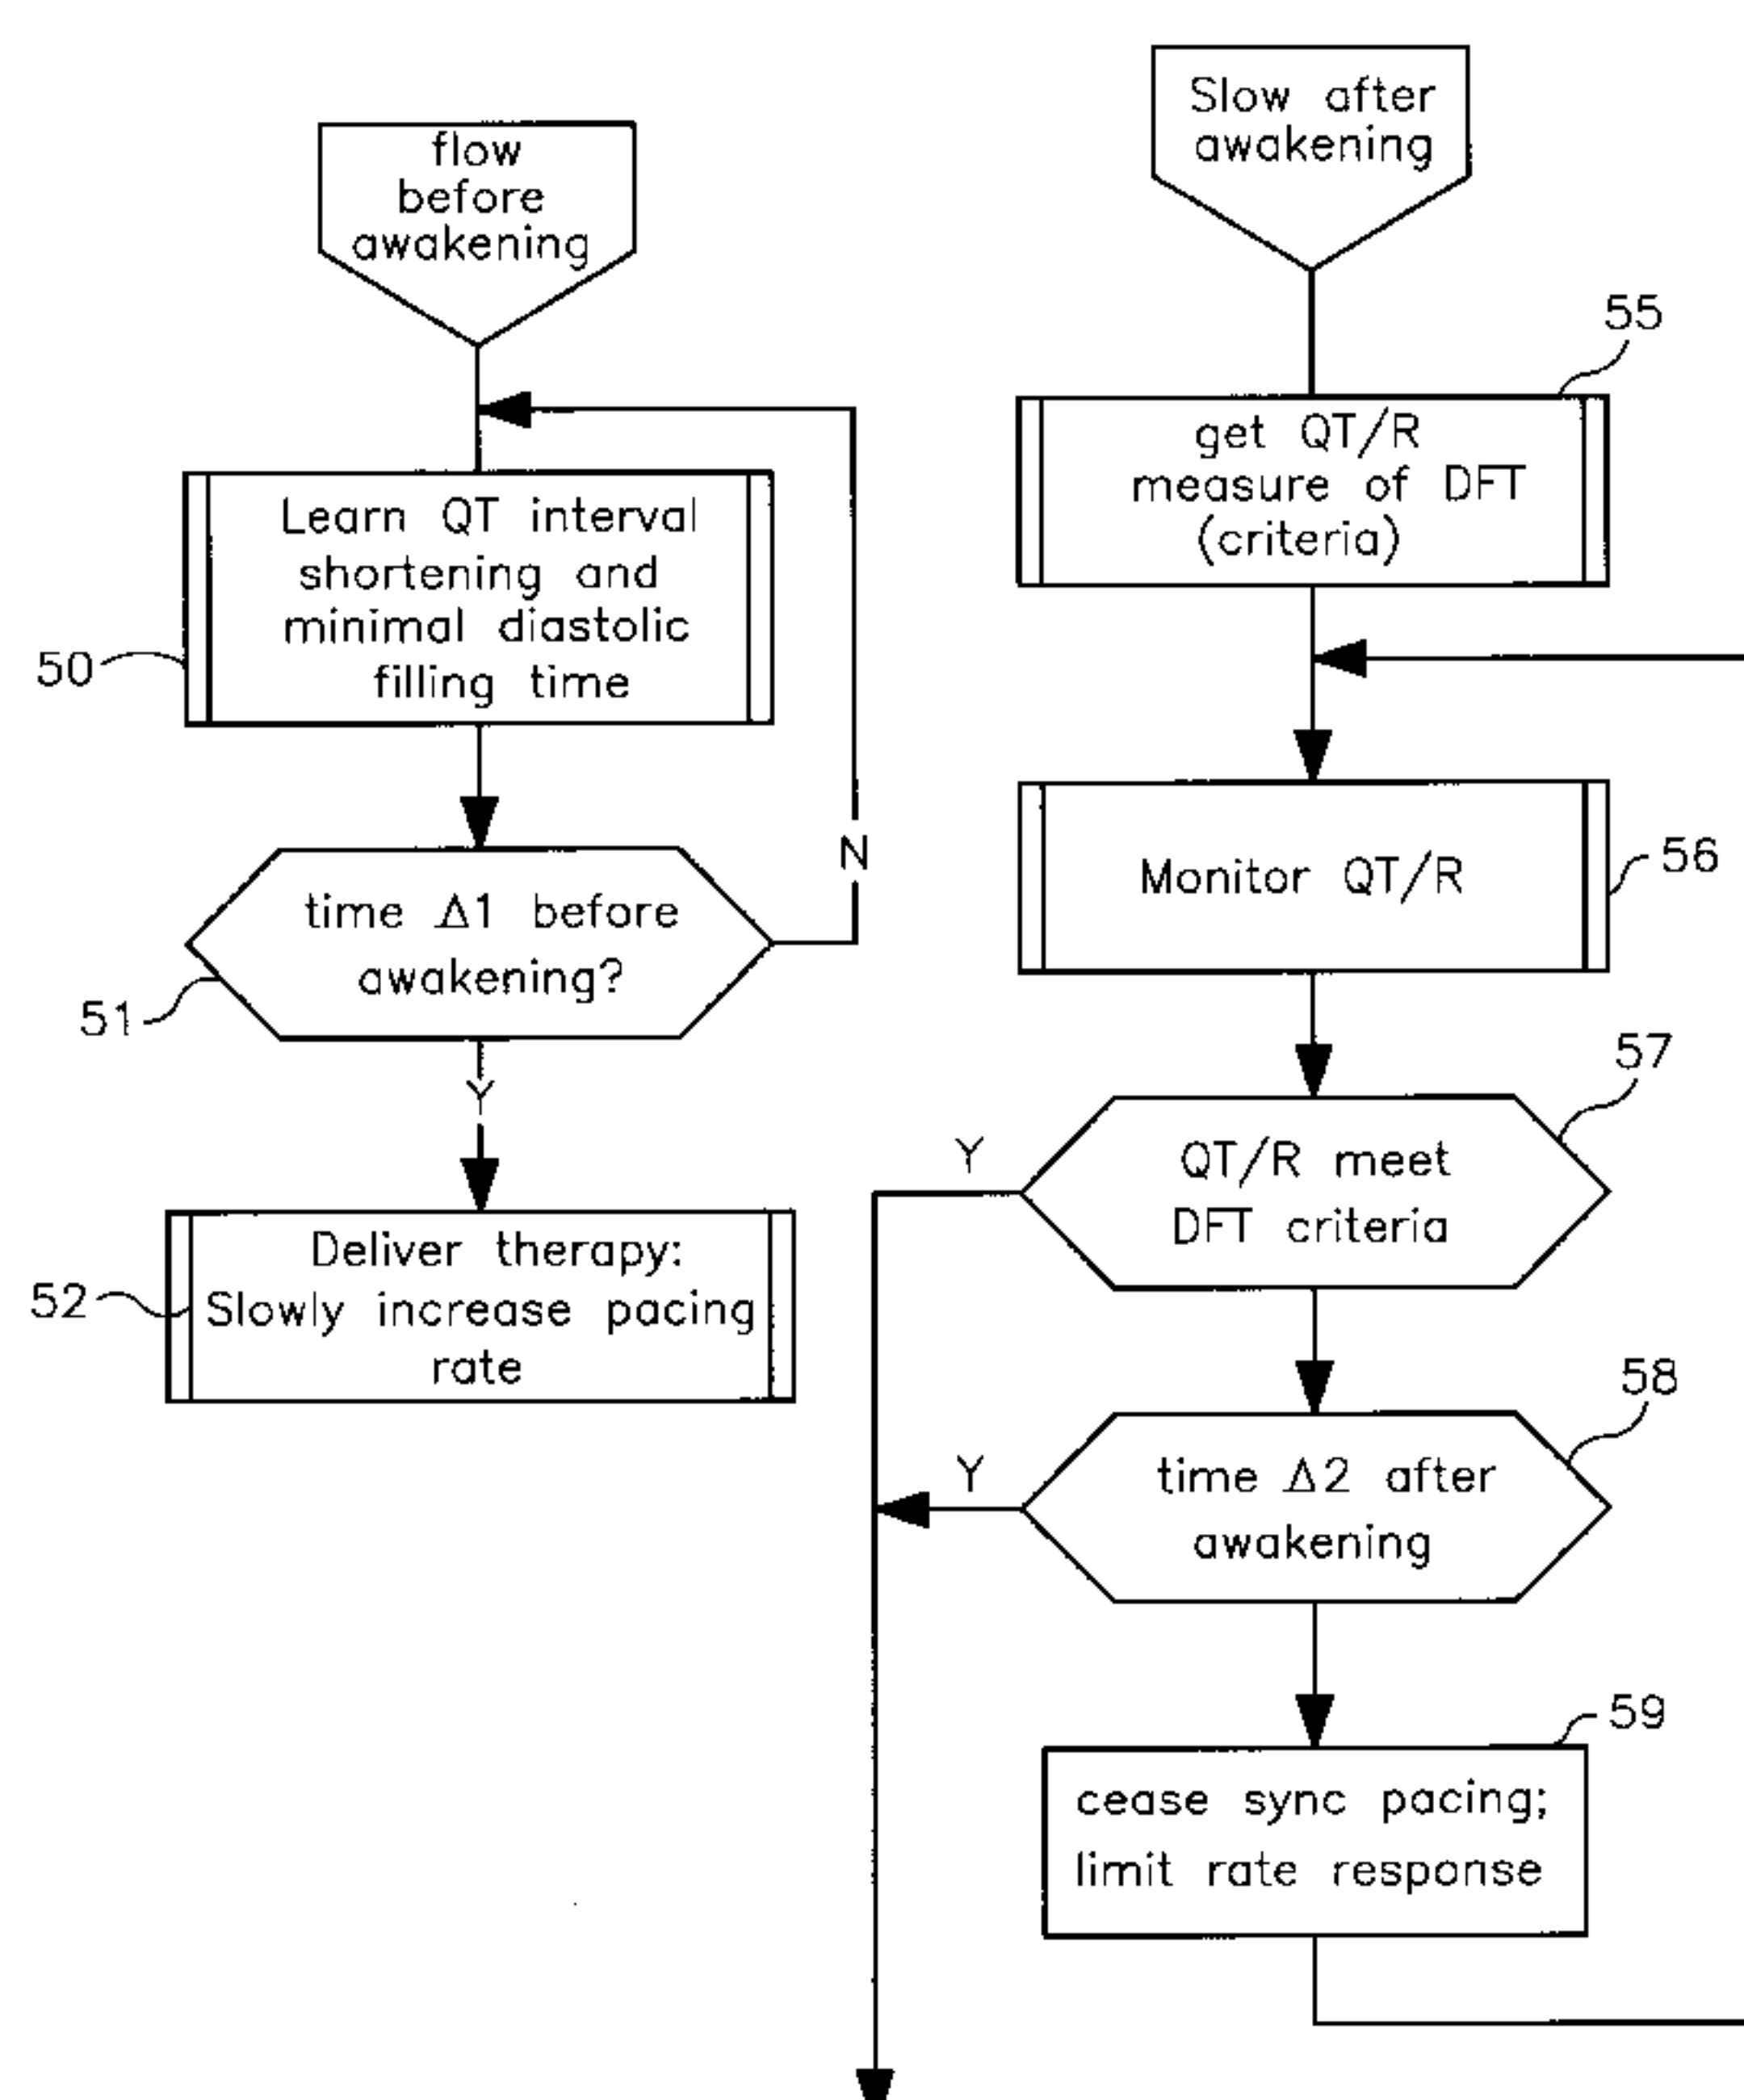 flow
before
awakening
Learn QT interval
shortening and
minimal diastolic
filling time
50
N
time Δ1 before
awakening?
51
Y
Deliver therapy:
Slowly increase pacing
rate
52
Slow after
awakening
55
get QT/R
measure of DFT
(criteria)
Monitor QT/R
56
57
Y
QT/R meet
DFT criteria
58
Y
time Δ2 after
awakening
59
cease sync pacing;
limit rate response